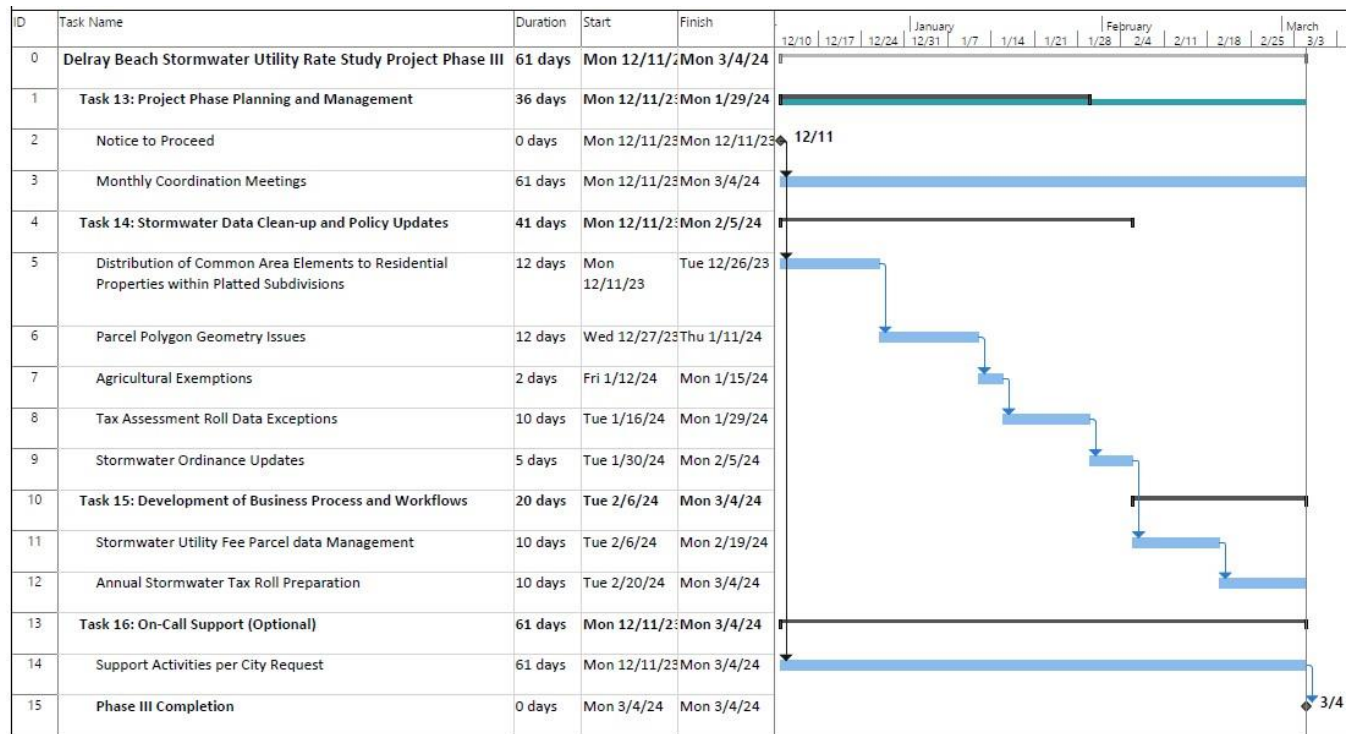 ID Task Name Duration Start Finish
January February March
12/10 12/17 12/24 12/31 1/7 1/14 1/21 1/28 2/4 2/11 2/18 2/25 3/3
0 Delray Beach Stormwater Utility Rate Study Project Phase III 61 days Mon 12/11/2 Mon 3/4/24
1 Task 13: Project Phase Planning and Management 36 days Mon 12/11/23 Mon 1/29/24
2 Notice to Proceed 0 days Mon 12/11/23 Mon 12/11/23 12/11
3 Monthly Coordination Meetings 61 days Mon 12/11/23 Mon 3/4/24
4 Task 14: Stormwater Data Clean-up and Policy Updates 41 days Mon 12/11/23 Mon 2/5/24
5 Distribution of Common Area Elements to Residential 12 days Mon Tue 12/26/23
Properties within Platted Subdivisions 12/11/23
6 Parcel Polygon Geometry Issues 12 days Wed 12/27/23 Thu 1/11/24
7 Agricultural Exemptions 2 days Fri 1/12/24 Mon 1/15/24
8 Tax Assessment Roll Data Exceptions 10 days Tue 1/16/24 Mon 1/29/24
9 Stormwater Ordinance Updates 5 days Tue 1/30/24 Mon 2/5/24
10 Task 15: Development of Business Process and Workflows 20 days Tue 2/6/24 Mon 3/4/24
11 Stormwater Utility Fee Parcel data Management 10 days Tue 2/6/24 Mon 2/19/24
12 Annual Stormwater Tax Roll Preparation 10 days Tue 2/20/24 Mon 3/4/24
13 Task 16: On-Call Support (Optional) 61 days Mon 12/11/23 Mon 3/4/24
14 Support Activities per City Request 61 days Mon 12/11/23 Mon 3/4/24
15 Phase III Completion 0 days Mon 3/4/24 Mon 3/4/24 3/4